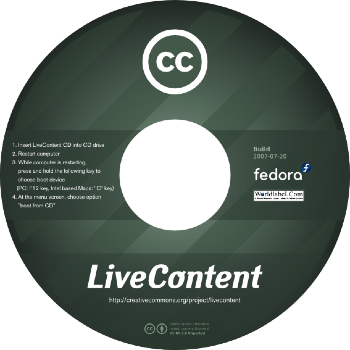 cc
1. Insert LiveContent CD into CD drive
2. Restart computer
3. While computer is restarting,
press and hold the following key to
choose boot device
(PC: F12 key, Intel based Macs: "C" key)
4. At the menu screen, choose option
"boot from CD"
Build
2007-07-20
fedora
Worldlabel.Com
LiveContent
http://creativecommons.org/project/livecontent